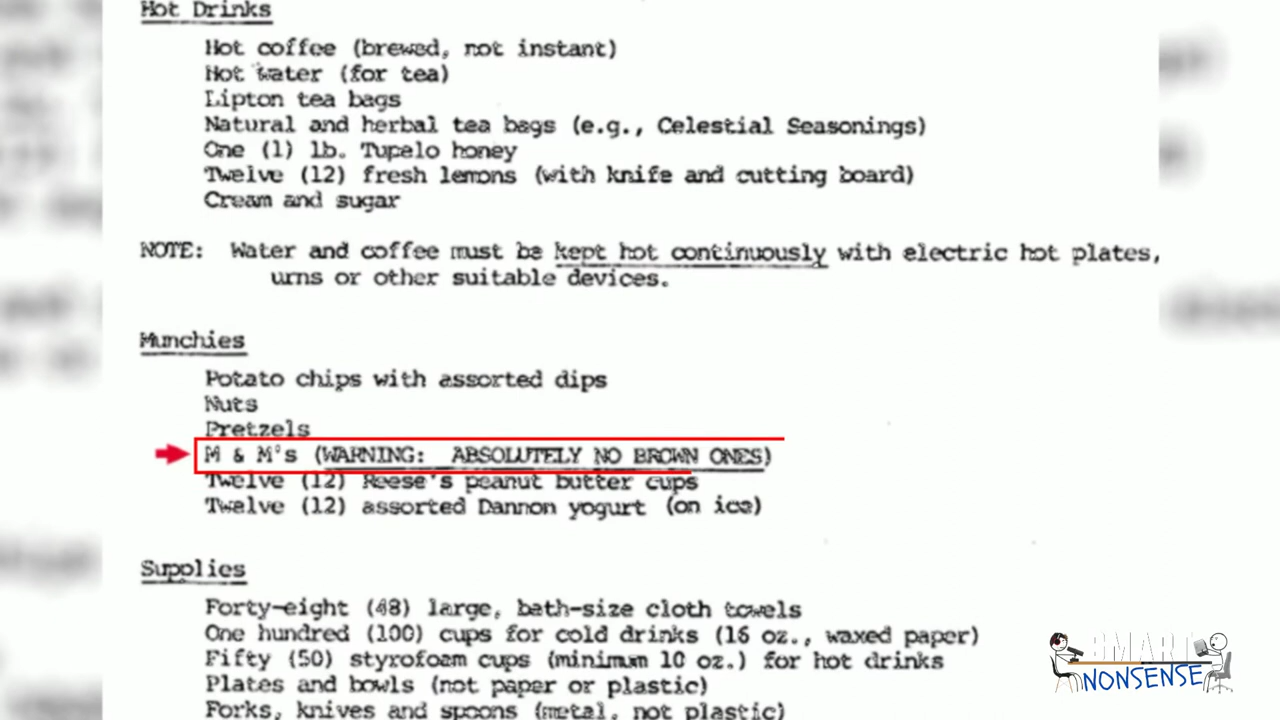 Hot Drinks
Hot coffee (brewed, not instant)
Hot water (for tea)
Lipton tea bags
Natural and herbal tea bags (e.g., Celestial Seasonings)
One (1) lb. Tupelo honey
Twelve (12) fresh lemons (with knife and cutting board)
Cream and sugar
NOTE: Water and coffee must be kept hot continuously with electric hot plates,
urns or other suitable devices.
Munchies
Potato chips with assorted dips
Nuts
Pretzels
M & M's (WARNING: ABSOLUTELY NO BROWN ONES)
Twelve (12) Reese's peanut butter cups
Twelve (12) assorted Dannon yogurt (on ice)
Supplies
Forty-eight (48) large, bath-size cloth towels
One hundred (100) cups for cold drinks (16 oz., waxed paper)
Fifty (50) styrofoam cups (minimum 10 oz.) for hot drinks
Plates and bowls (not paper or plastic)
Forks, knives and spoons (metal, not plastic)
SMART
NONSENSE